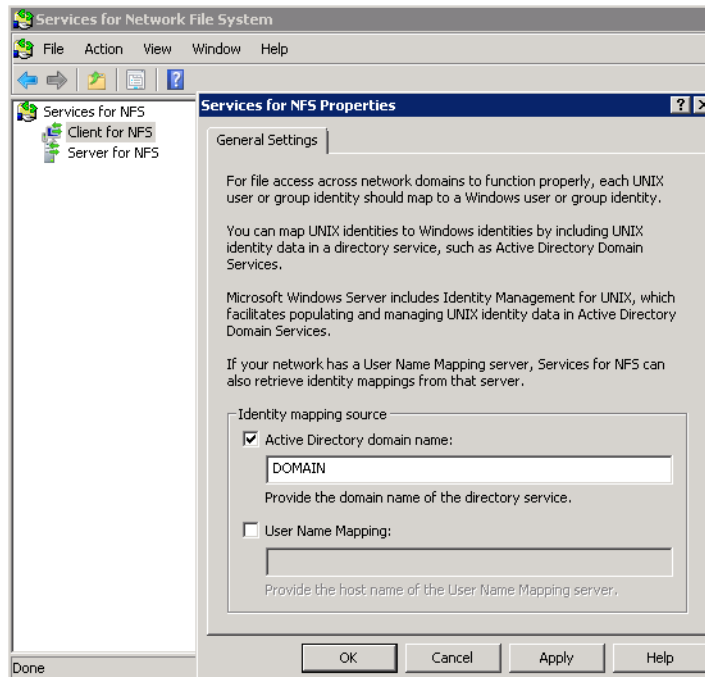 Services for Network File System
File Action View Window Help
Services for NFS
Client for NFS
Server for NFS
Services for NFS Properties
General Settings
For file access across network domains to function properly, each UNIX
user or group identity should map to a Windows user or group identity.
You can map UNIX identities to Windows identities by including UNIX
identity data in a directory service, such as Active Directory Domain
Services.
Microsoft Windows Server includes Identity Management for UNIX, which
facilitates populating and managing UNIX identity data in Active Directory
Domain Services.
If your network has a User Name Mapping server, Services for NFS can
also retrieve identity mappings from that server.
Identity mapping source
Active Directory domain name:
DOMAIN
Provide the domain name of the directory service.
User Name Mapping:
Provide the host name of the User Name Mapping server.
OK Cancel Apply Help
Done